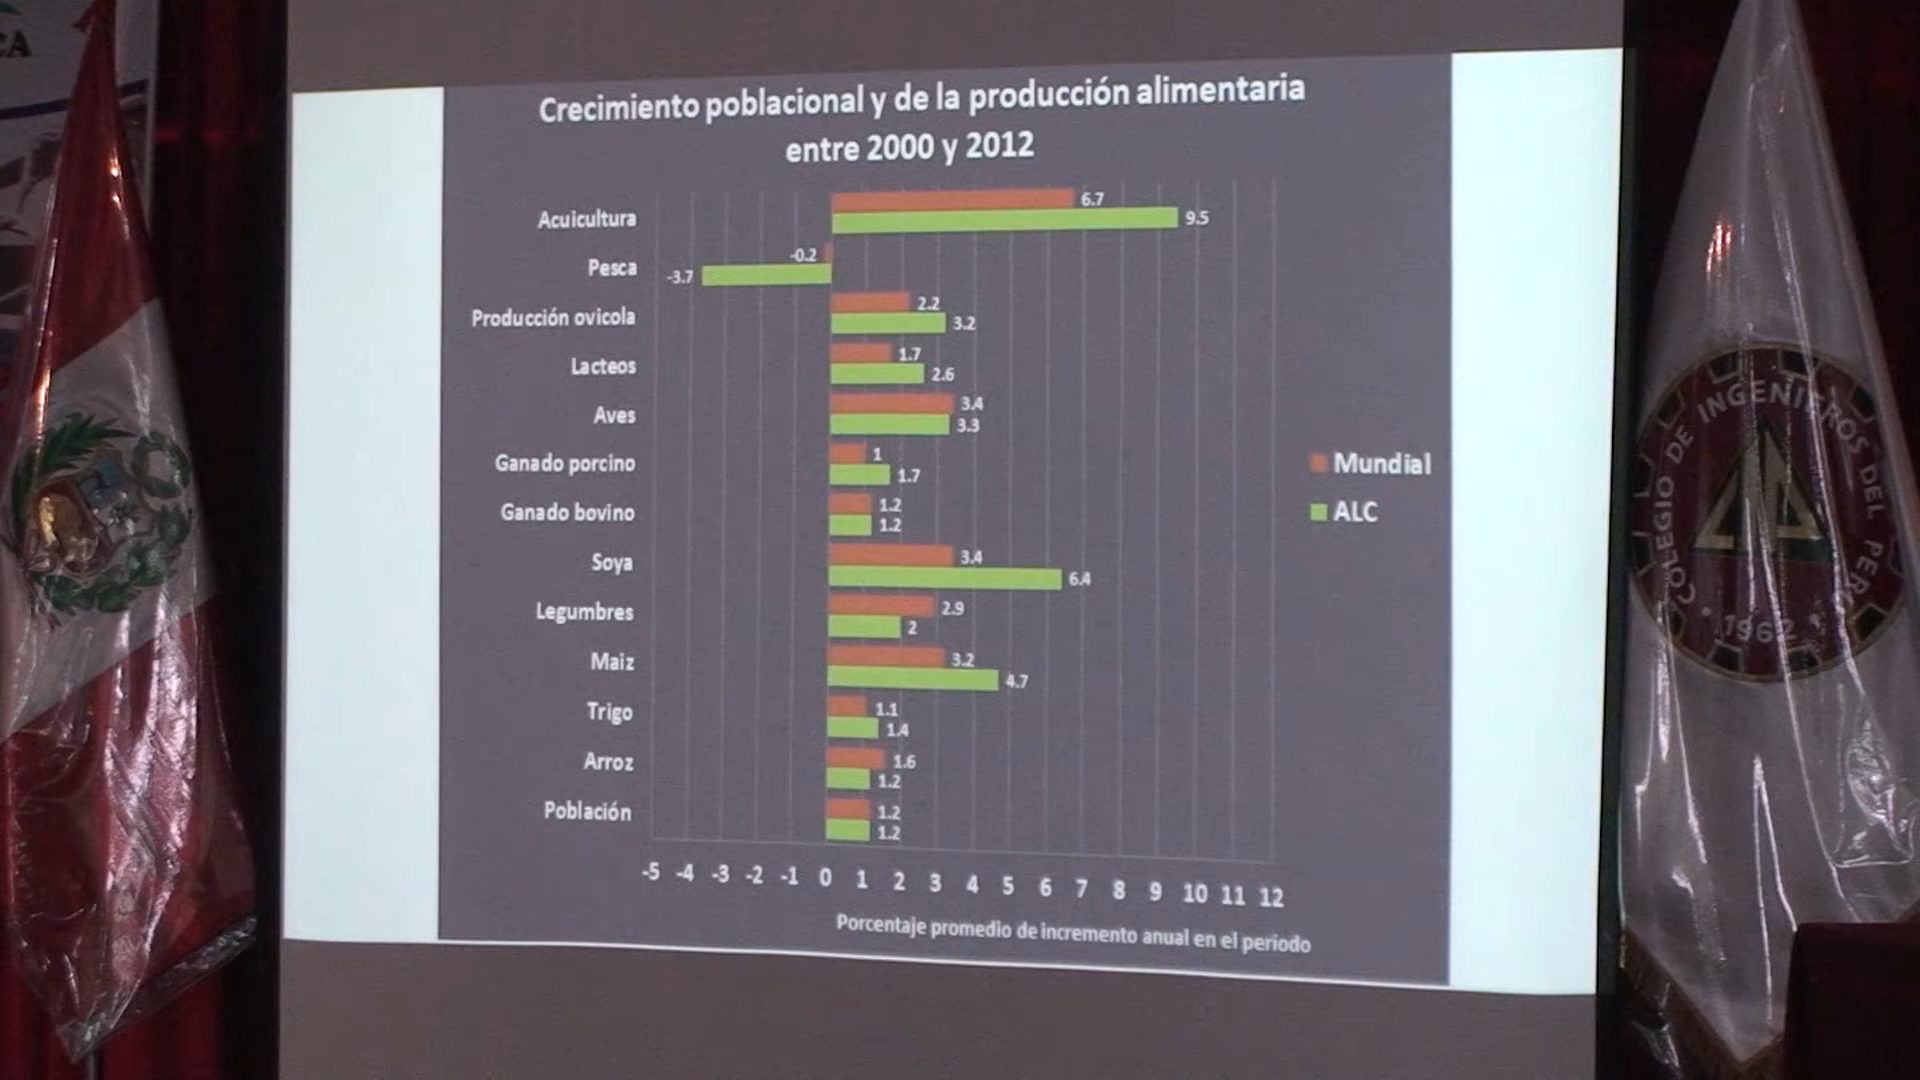 CA
Crecimiento poblacional y de la producción alimentaria
entre 2000 y 2012
Acuicultura
6.7
9.5
Pesca
-0.2
-3.7
Producción ovicola
2.2
3.2
Lacteos
1.7
2.6
Aves
3.4
3.3
Ganado porcino
1
1.7
Ganado bovino
1.2
1.2
Soya
3.4
6.4
Legumbres
2.9
2
Maiz
3.2
4.7
Trigo
1.1
1.4
Arroz
1.6
1.2
Población
1.2
1.2
Mundial
ALC
-5 -4 -3 -2 -1 0 1 2 3 4 5 6 7 8 9 10 11 12
Porcentaje promedio de incremento anual en el periodo
COLEGIO DE INGENIEROS DEL PERÚ
1962